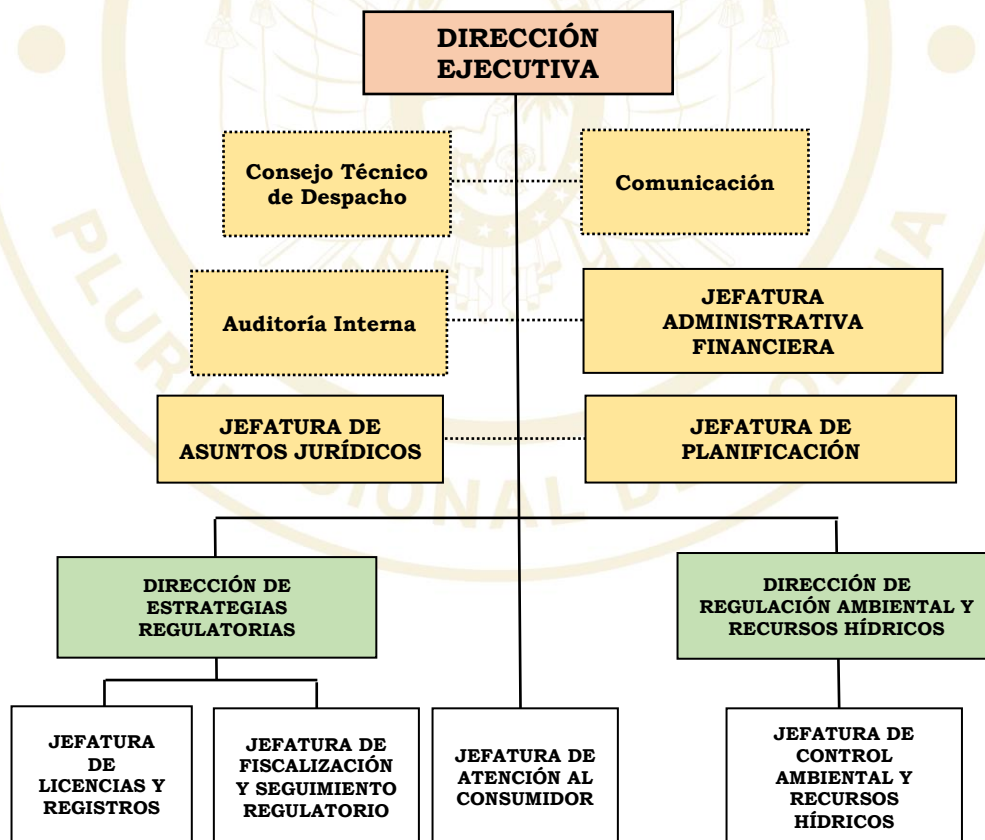 DIRECCIÓN
EJECUTIVA
Consejo Técnico
de Despacho
Comunicación
Auditoría Interna
JEFATURA
ADMINISTRATIVA
FINANCIERA
JEFATURA DE
ASUNTOS JURÍDICOS
JEFATURA DE
PLANIFICACIÓN
DIRECCIÓN DE
ESTRATEGIAS
REGULATORIAS
DIRECCIÓN DE
REGULACIÓN AMBIENTAL Y
RECURSOS HÍDRICOS
JEFATURA
DE
LICENCIAS Y
REGISTROS
JEFATURA DE
FISCALIZACIÓN
Y SEGUIMIENTO
REGULATORIO
JEFATURA DE
ATENCIÓN AL
CONSUMIDOR
JEFATURA DE
CONTROL
AMBIENTAL Y
RECURSOS
HÍDRICOS